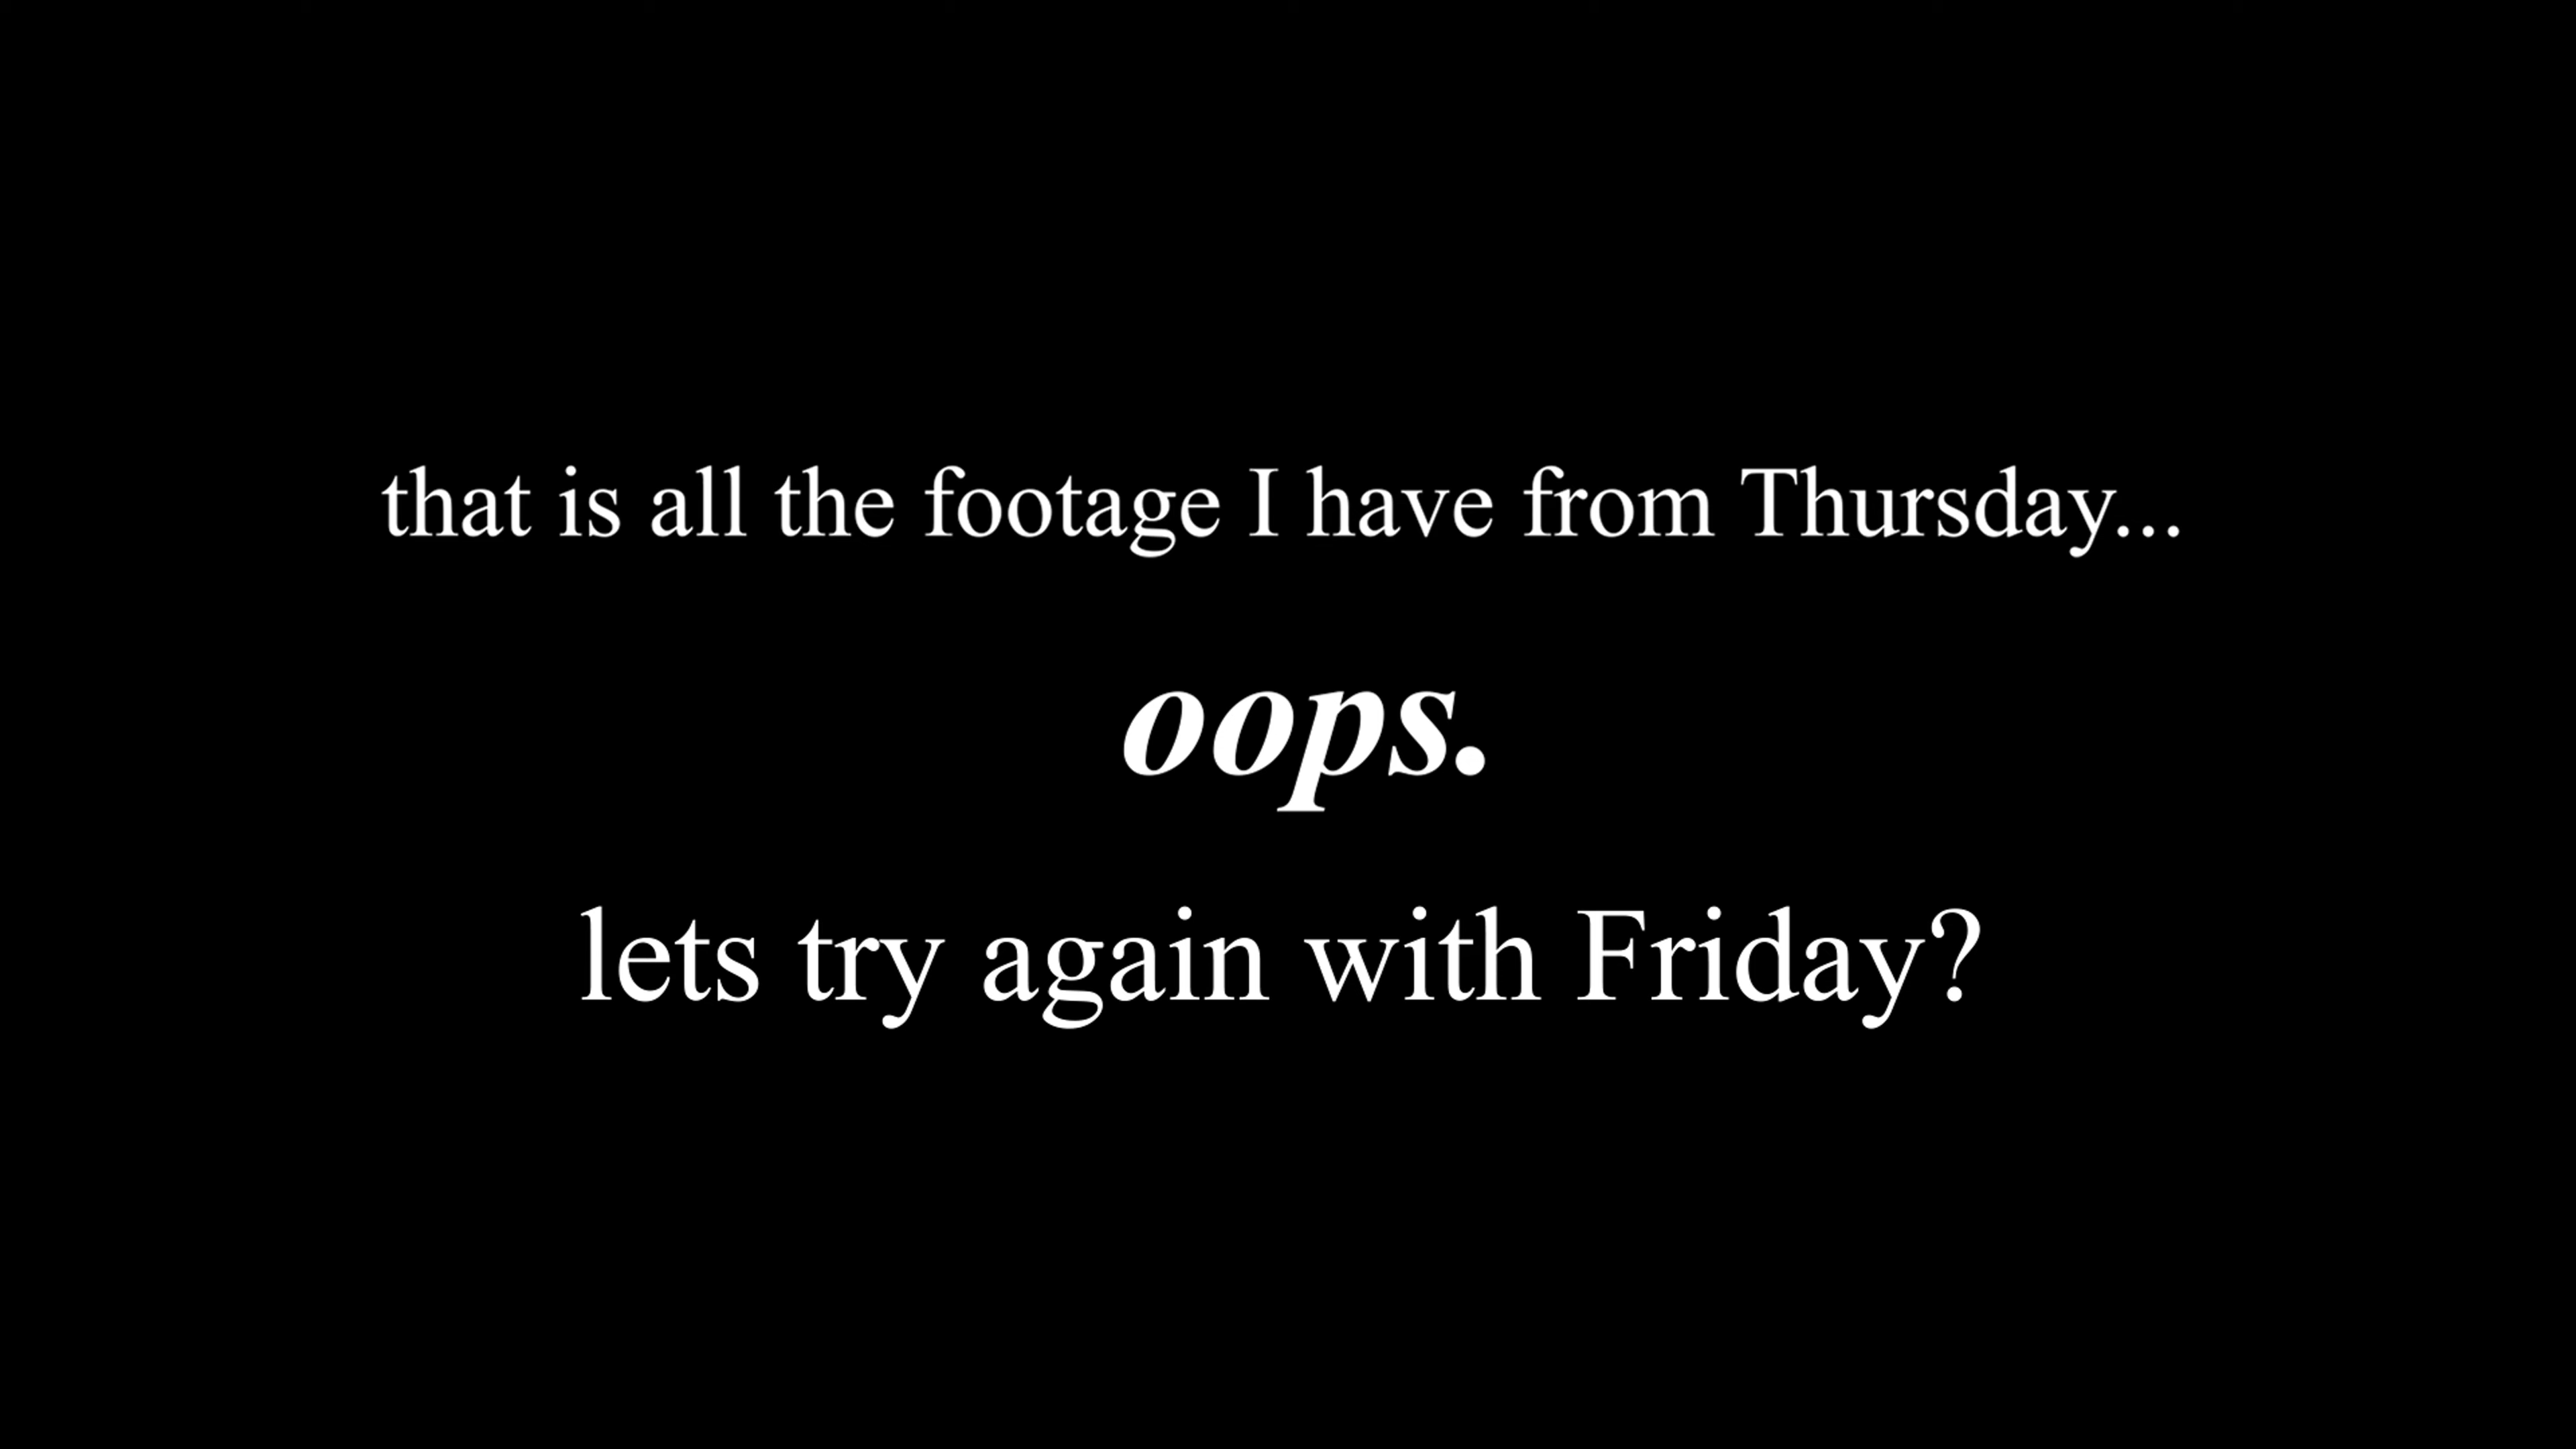 that is all the footage I have from Thursday...
oops.
lets try again with Friday?